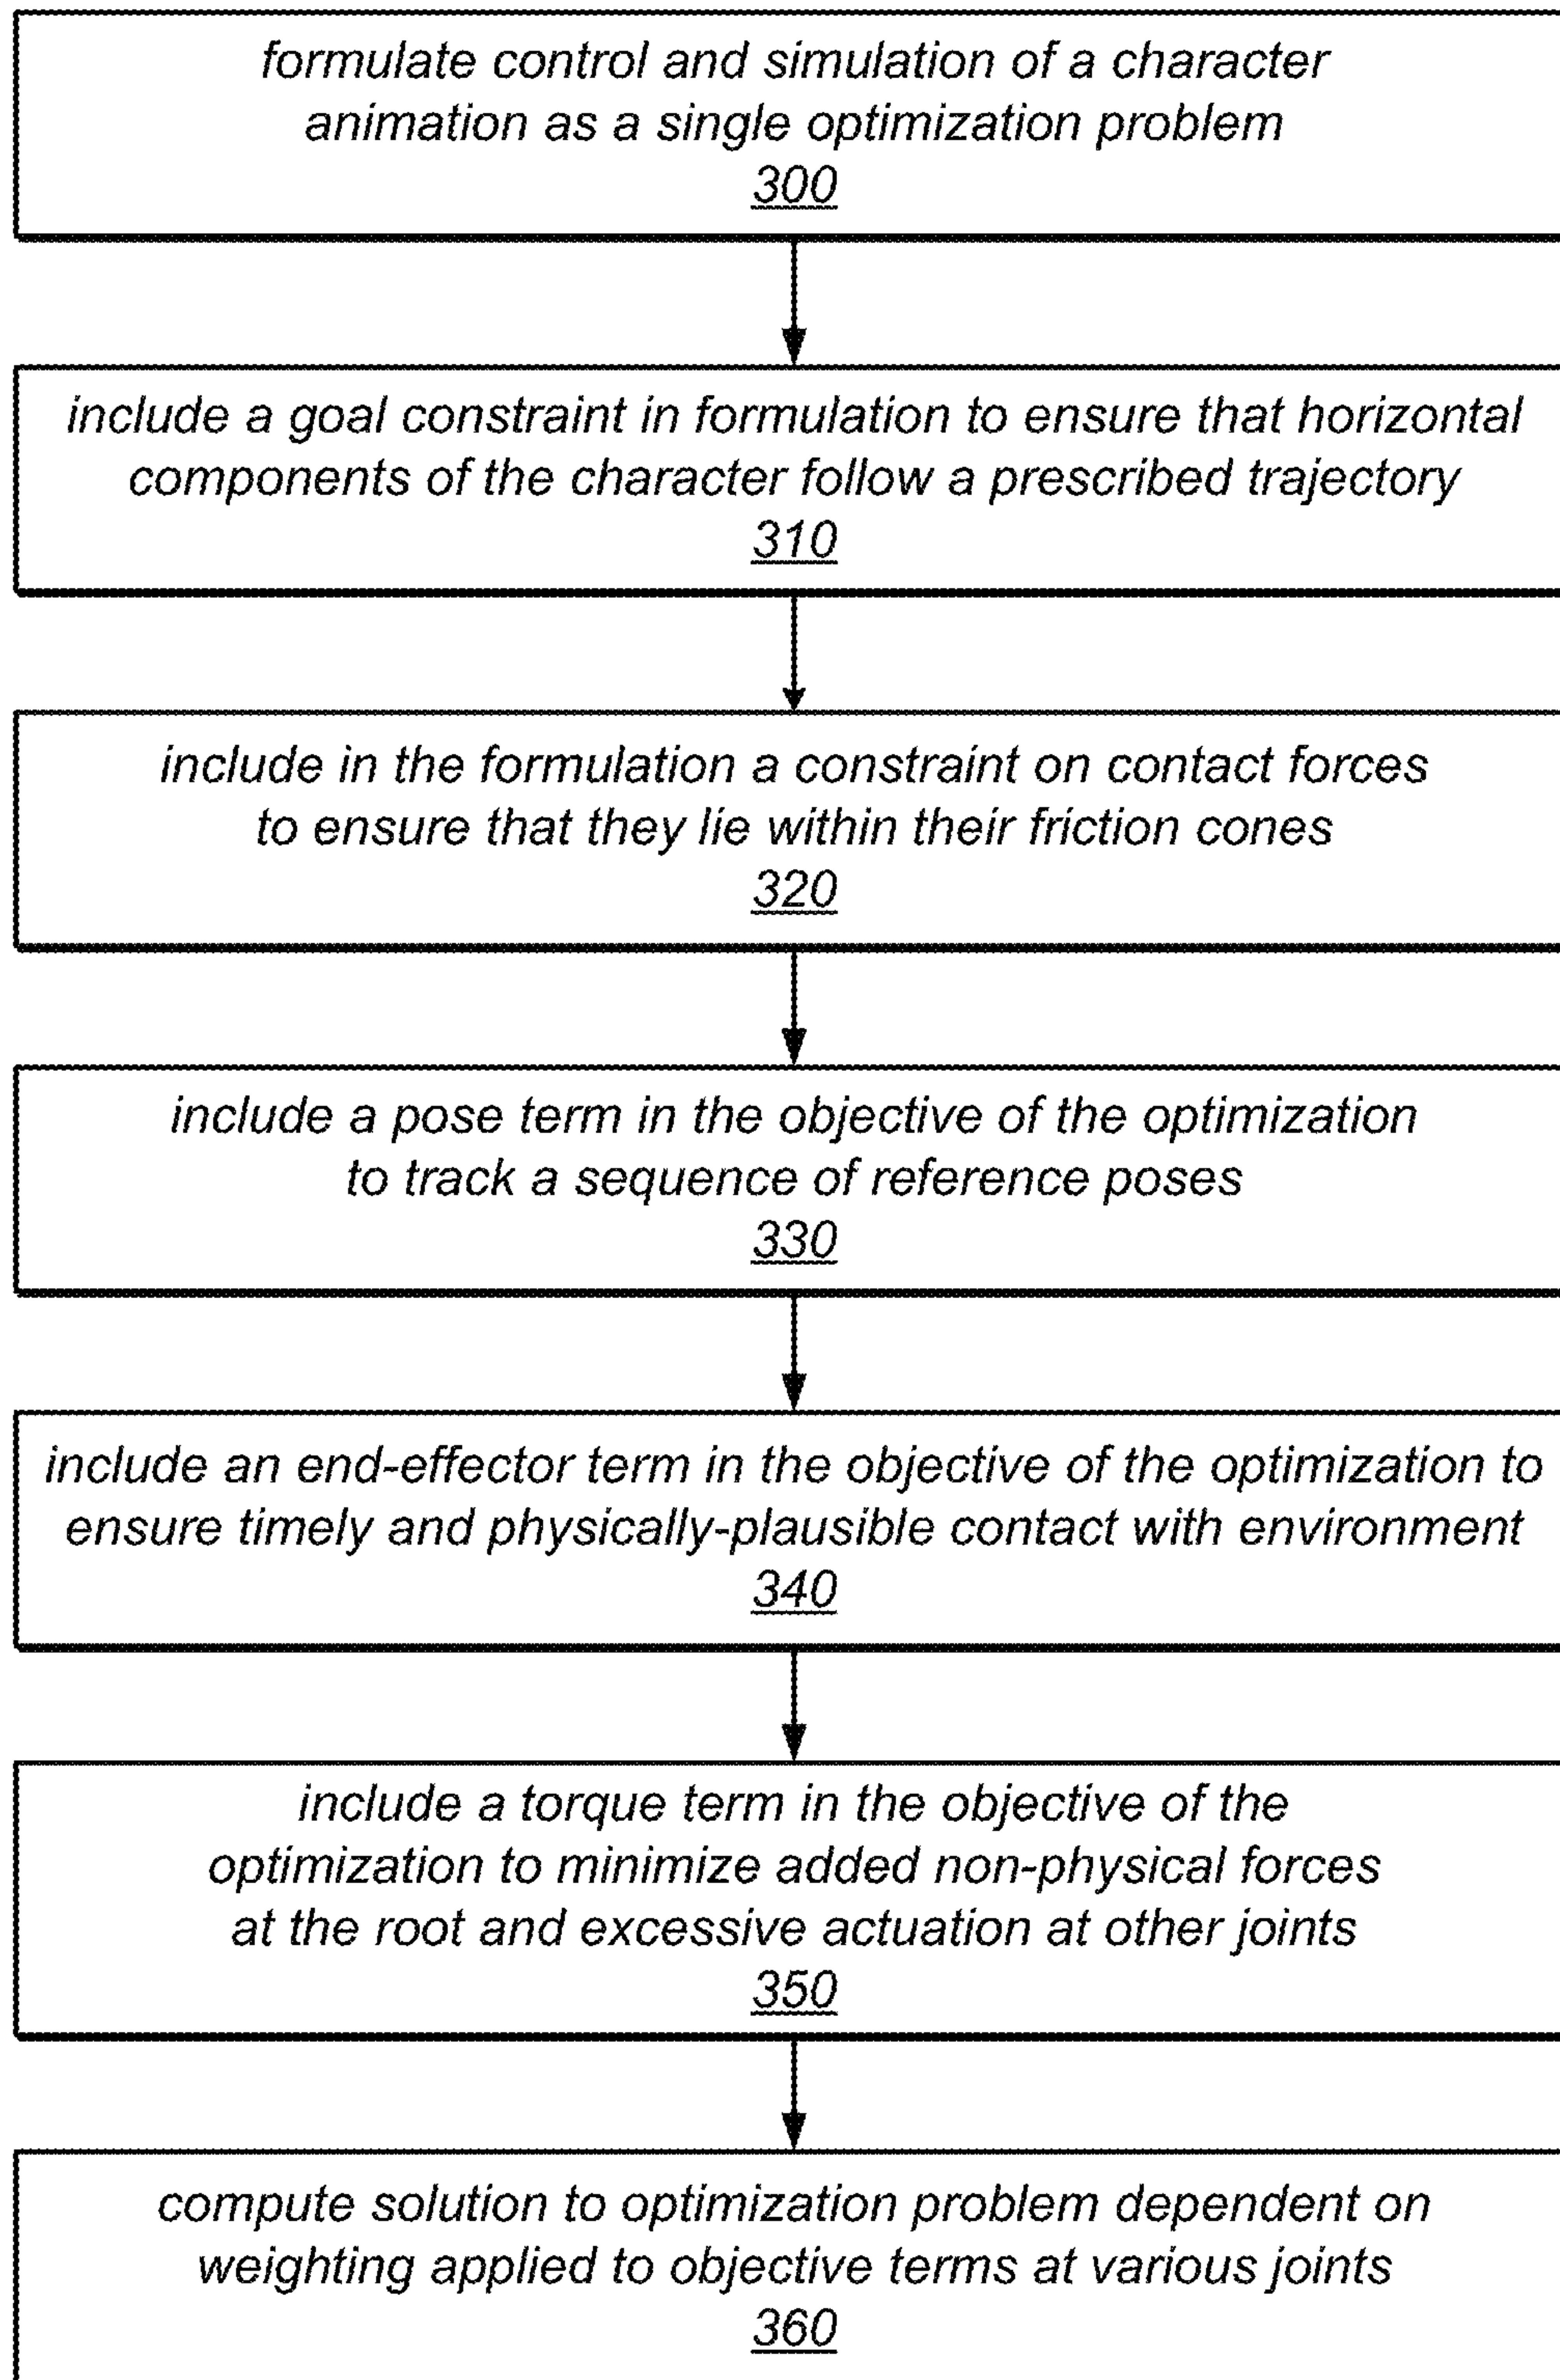 formulate control and simulation of a character
animation as a single optimization problem
300
include a goal constraint in formulation to ensure that horizontal
components of the character follow a prescribed trajectory
310
include in the formulation a constraint on contact forces
to ensure that they lie within their friction cones
320
include a pose term in the objective of the optimization
to track a sequence of reference poses
330
include an end-effector term in the objective of the optimization to
ensure timely and physically-plausible contact with environment
340
include a torque term in the objective of the
optimization to minimize added non-physical forces
at the root and excessive actuation at other joints
350
compute solution to optimization problem dependent on
weighting applied to objective terms at various joints
360